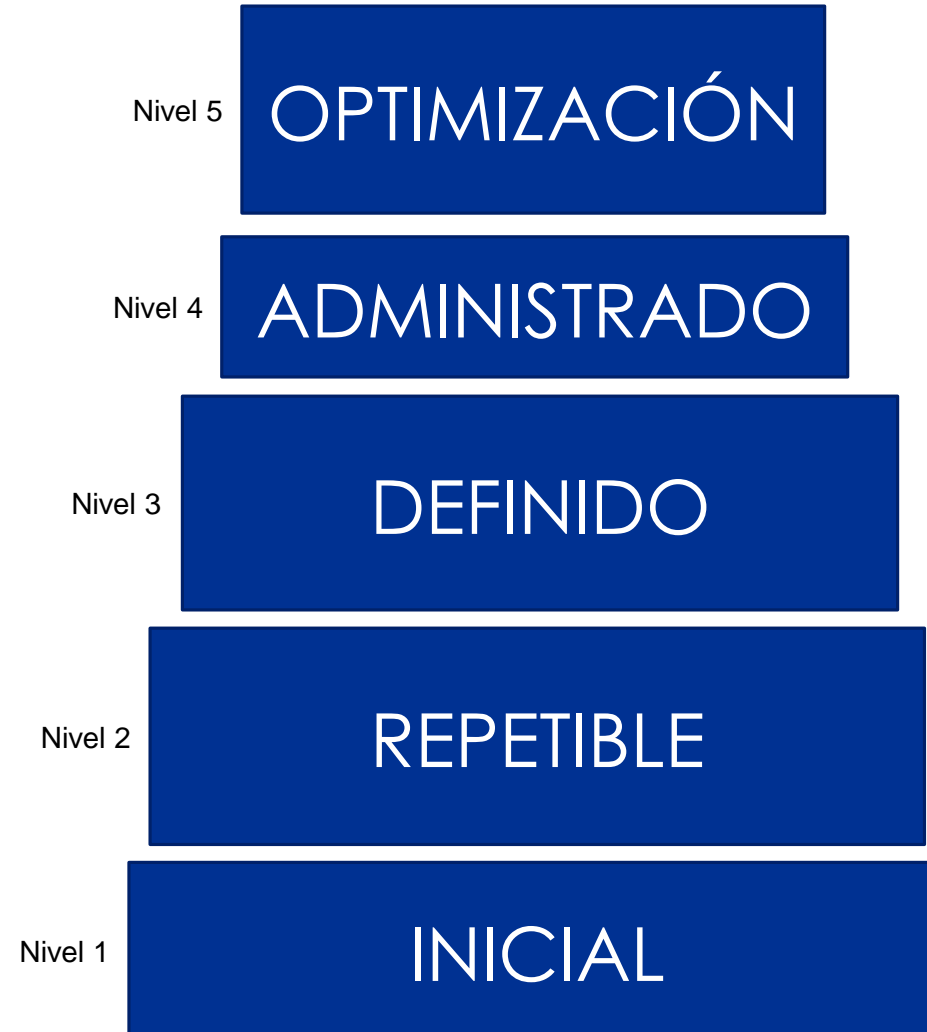 Nivel 5
OPTIMIZACIÓN
Nivel 4
ADMINISTRADO
Nivel 3
DEFINIDO
Nivel 2
REPETIBLE
Nivel 1
INICIAL